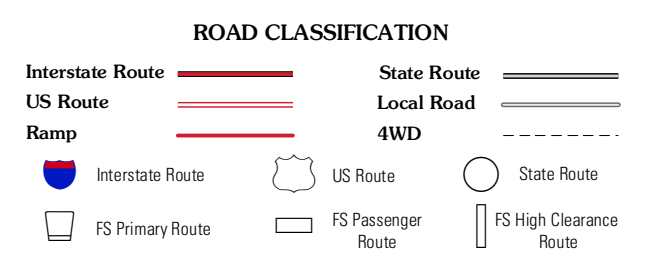 ROAD CLASSIFICATION
Interstate Route
State Route
US Route
Local Road
Ramp
4WD
Interstate Route
US Route
State Route
FS Primary Route
FS Passenger
Route
FS High Clearance
Route